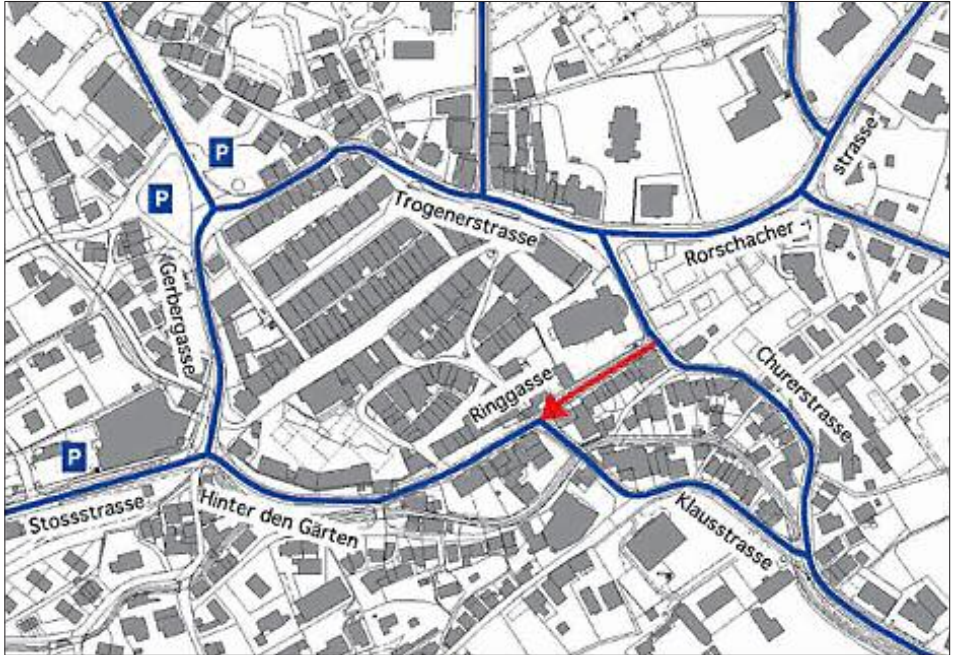 P
P
Trogenerstrasse
strasse
Rorschacher
Gerbergasse
Ringgasse
Churerstrasse
P
Stossstrasse
Hinter den Gärten
Klausstrasse